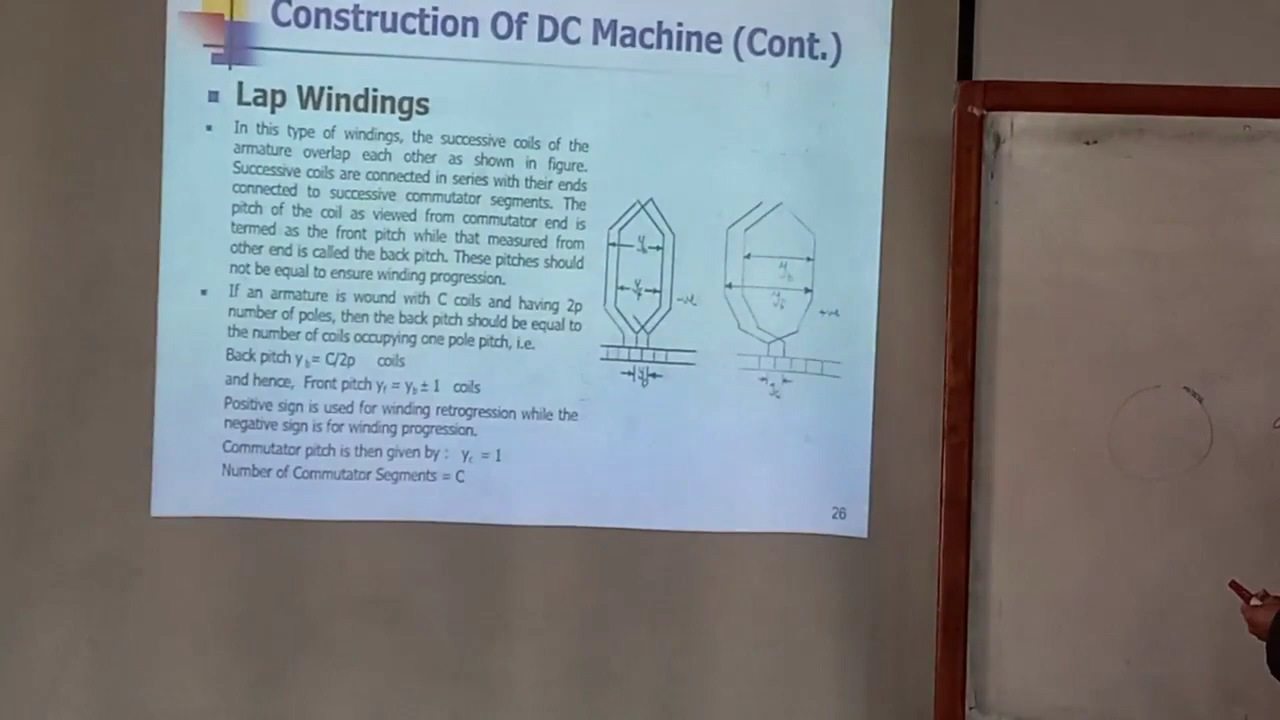 Construction Of DC Machine (Cont.)
Lap Windings
In this type of windings, the successive coils of the
armature overlap each other as shown in figure.
Successive coils are connected in series with their ends
connected to successive commutator segments. The
pitch of the coil as viewed from commutator end is
termed as the front pitch while that measured from
other end is called the back pitch. These pitches should
not be equal to ensure winding progression.
If an armature is wound with C coils and having 2p
number of poles, then the back pitch should be equal to
the number of coils occupying one pole pitch, i.e.
Back pitch y_b = C/2p coils
and hence, Front pitch y_f = y_b ± 1 coils
Positive sign is used for winding retrogression while the
negative sign is for winding progression.
Commutator pitch is then given by : y_c = 1
Number of Commutator Segments = C
26